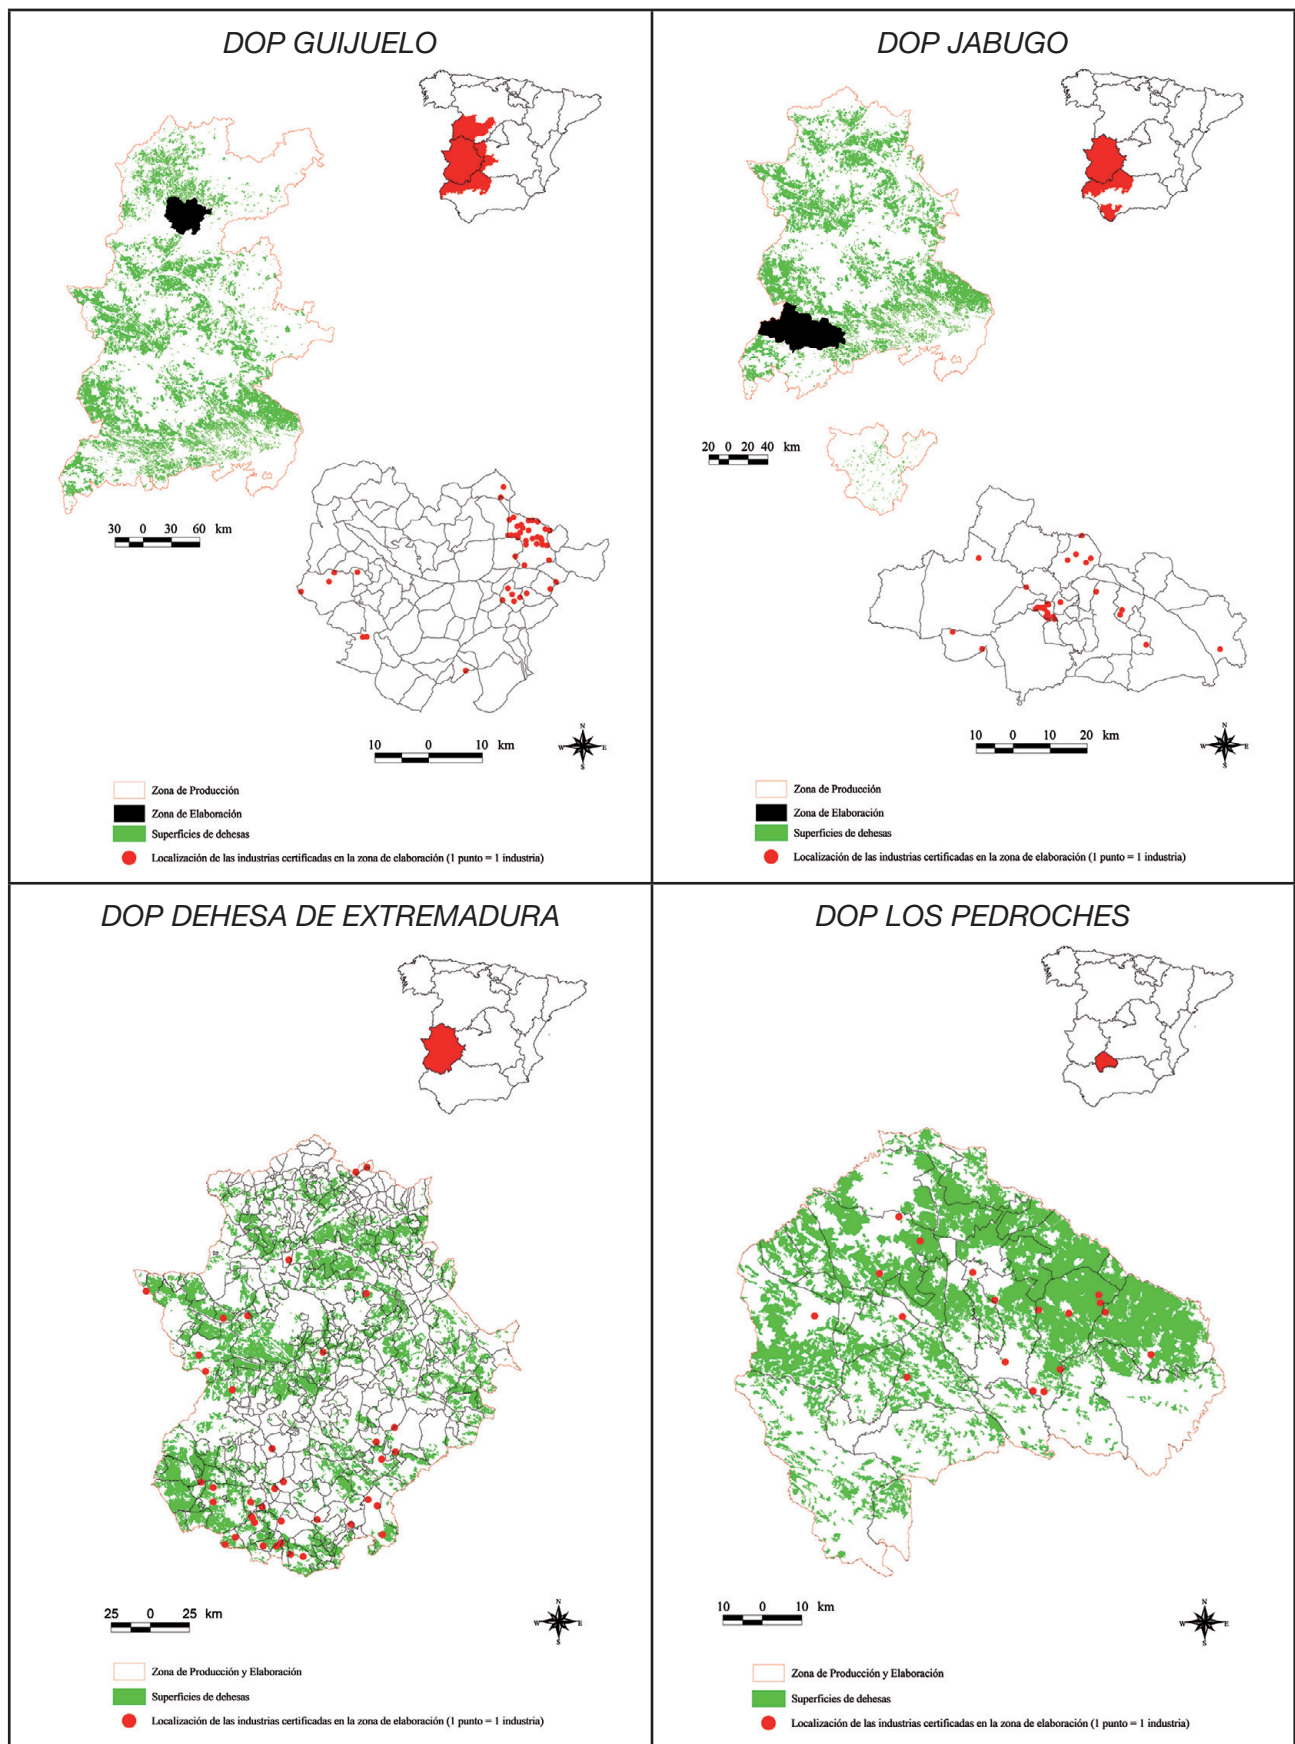 DOP GUIJUELO
30 0 30 60 km
10 0 10 km
N
W E
S
Zona de Producción
Zona de Elaboración
Superficies de dehesas
Localización de las industrias certificadas en la zona de elaboración (1 punto = 1 industria)
DOP JABUGO
20 0 20 40 km
10 0 10 20 km
N
W E
S
Zona de Producción
Zona de Elaboración
Superficies de dehesas
Localización de las industrias certificadas en la zona de elaboración (1 punto = 1 industria)
DOP DEHESA DE EXTREMADURA
25 0 25 km
N
W E
S
Zona de Producción y Elaboración
Superficies de dehesas
Localización de las industrias certificadas en la zona de elaboración (1 punto = 1 industria)
DOP LOS PEDROCHES
10 0 10 km
N
W E
S
Zona de Producción y Elaboración
Superficies de dehesas
Localización de las industrias certificadas en la zona de elaboración (1 punto = 1 industria)